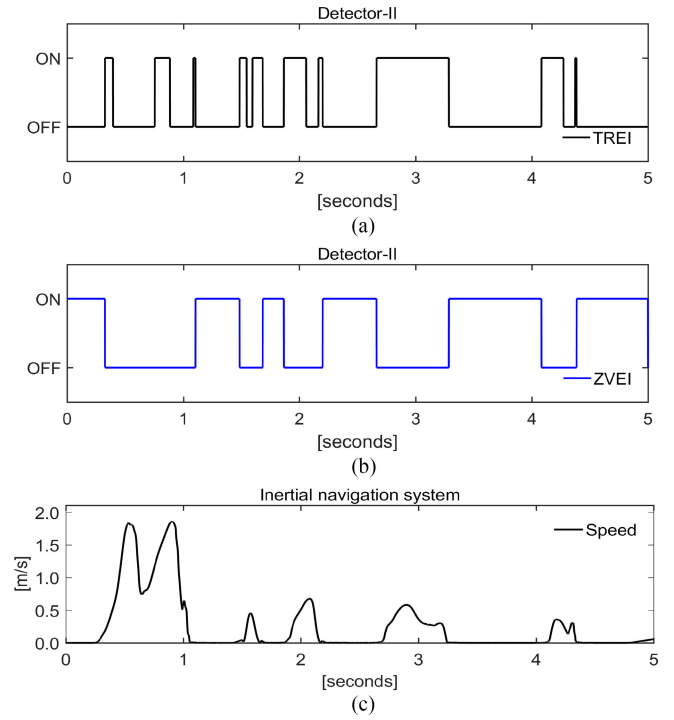 Detector-II
ON
OFF
TREI
0 1 2 3 4 5
[seconds]
(a)
Detector-II
ON
OFF
ZVEI
0 1 2 3 4 5
[seconds]
(b)
Inertial navigation system
2.0
Speed
1.5
[m/s]
1.0
0.5
0.0
0 1 2 3 4 5
[seconds]
(c)